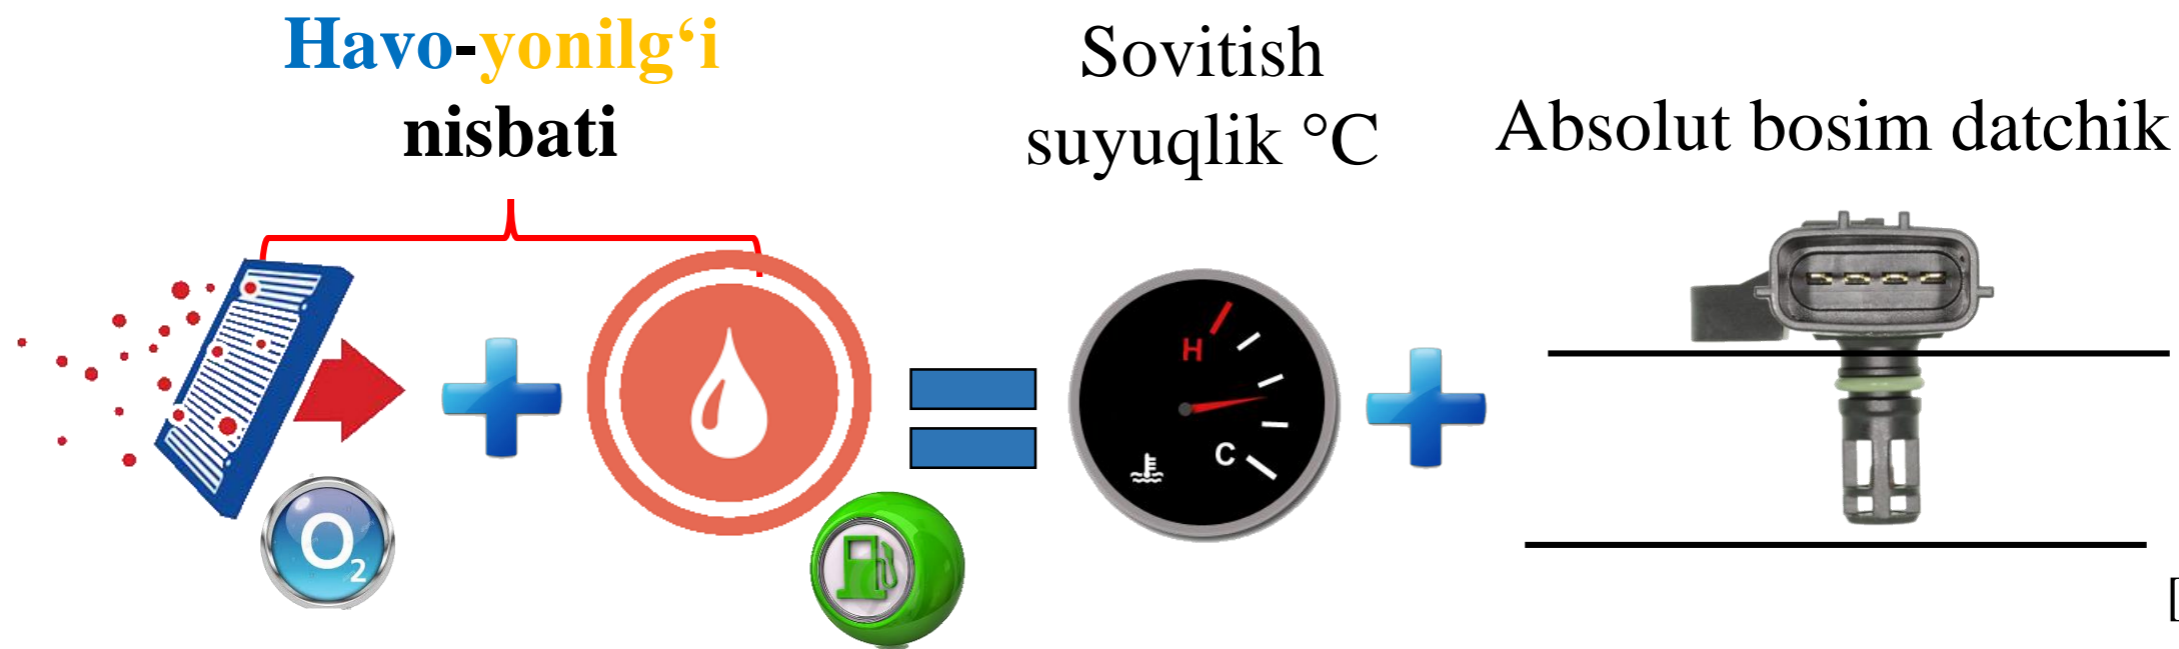 Havo-yonilg‘i
nisbati
Sovitish
suyuqlik °C
Absolut bosim datchik
O2
H
C
[